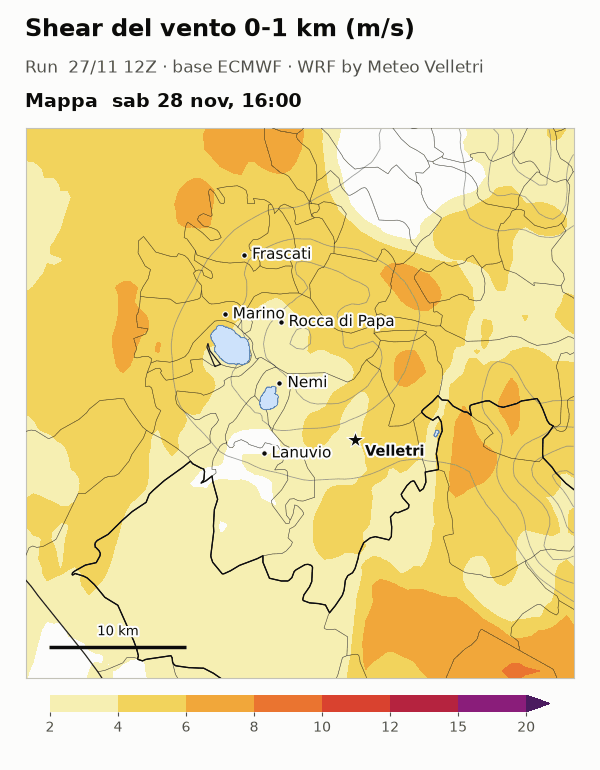 Shear del vento 0-1 km (m/s)
Run  27/11 12Z · base ECMWF · WRF by Meteo Velletri
Mappa  sab 28 nov, 16:00
Frascati
Marino
Rocca di Papa
Nemi
Velletri
Lanuvio
10 km
2 4 6 8 10 12 15 20